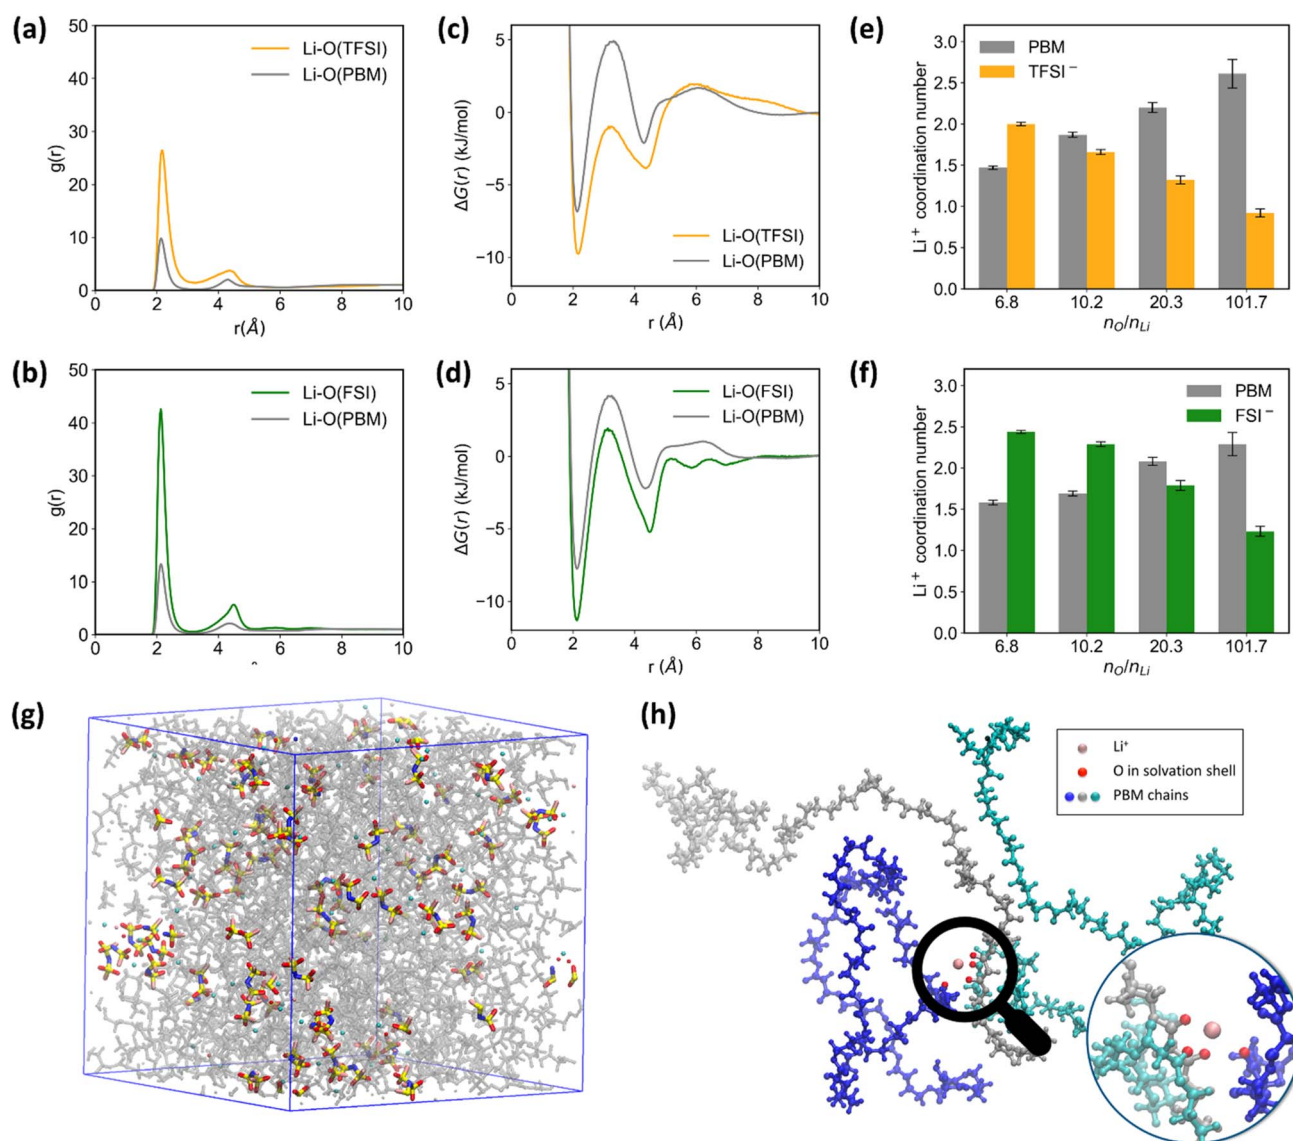 (a)
50
40
30
20
10
0
g(r)
Li-O(TFSI)
Li-O(PBM)
0 2 4 6 8 10
r(Å)
(c)
5
0
−5
−10
ΔG(r) (kJ/mol)
Li-O(TFSI)
Li-O(PBM)
0 2 4 6 8 10
r (Å)
(e)
3.0
2.5
2.0
1.5
1.0
0.5
0.0
Li⁺ coordination number
PBM
TFSI⁻
6.8 10.2 20.3 101.7
nO/nLi
(b)
50
40
30
20
10
0
g(r)
Li-O(FSI)
Li-O(PBM)
0 2 4 6 8 10
(d)
5
0
−5
−10
ΔG(r) (kJ/mol)
Li-O(FSI)
Li-O(PBM)
0 2 4 6 8 10
r (Å)
(f)
3.0
2.5
2.0
1.5
1.0
0.5
0.0
Li⁺ coordination number
PBM
FSI⁻
6.8 10.2 20.3 101.7
nO/nLi
(g)
(h)
Li⁺
O in solvation shell
PBM chains